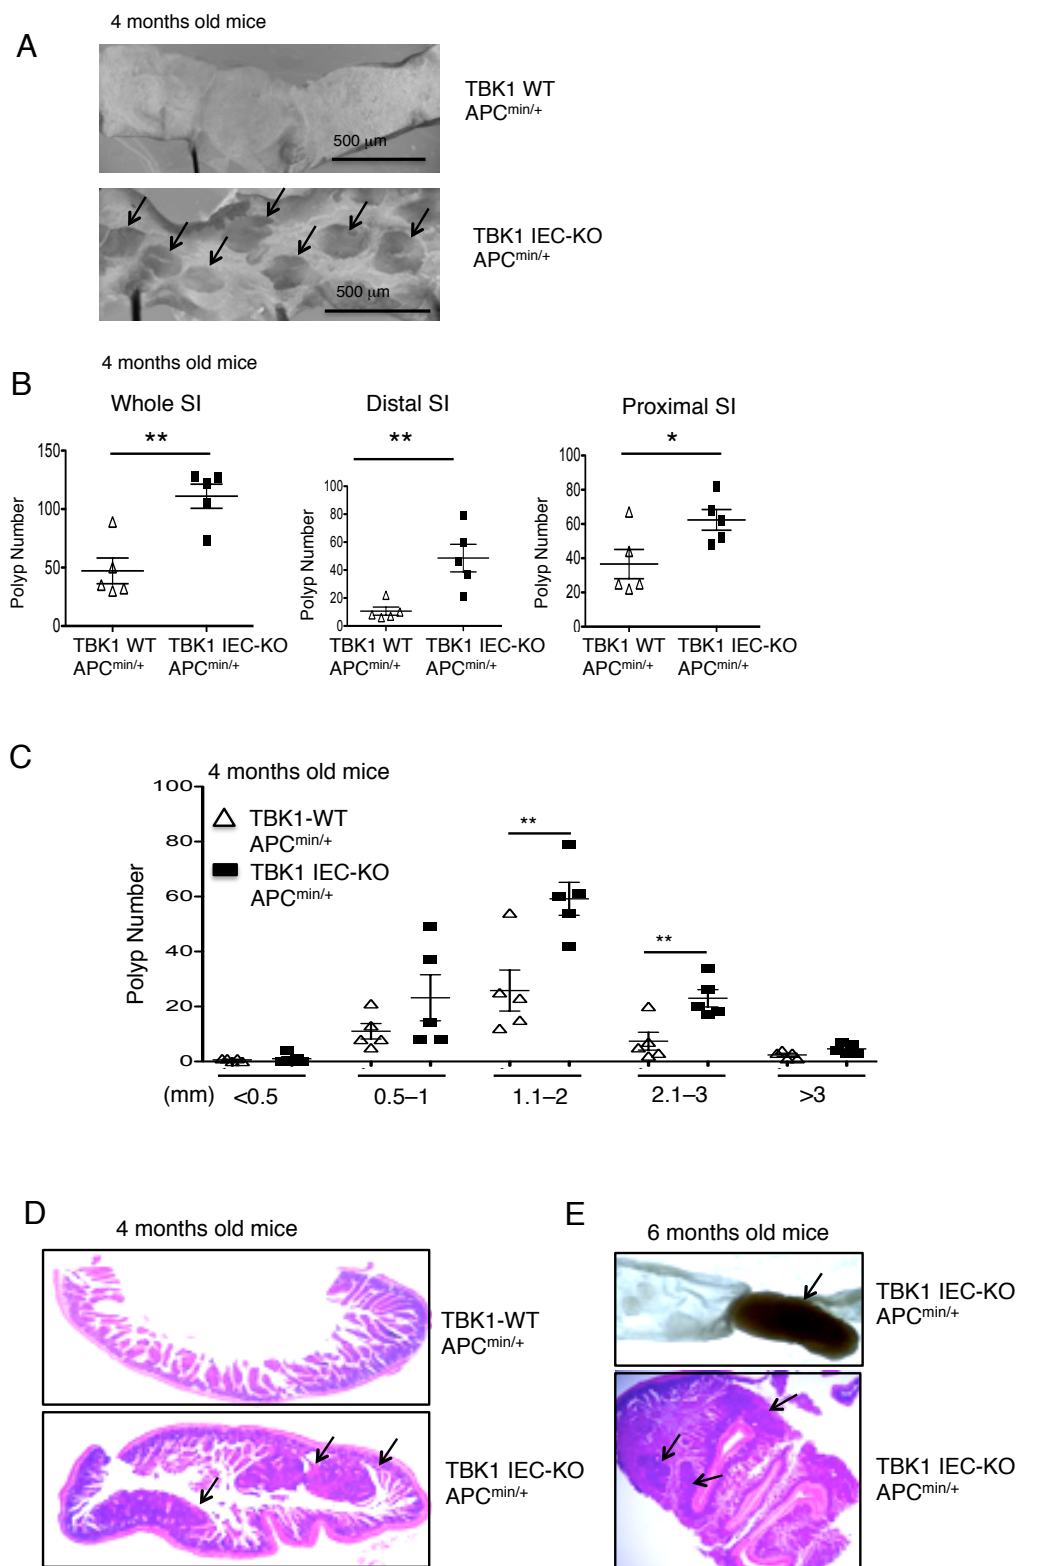 4 months old mice
A
TBK1 WT
APCmin/+
500 μm
TBK1 IEC-KO
APCmin/+
500 μm
4 months old mice
B
Whole SI
Distal SI
Proximal SI
**
**
*
Polyp Number
150
100
50
0
TBK1 WT
APCmin/+
TBK1 IEC-KO
APCmin/+
Polyp Number
100
80
60
40
20
0
TBK1 WT
APCmin/+
TBK1 IEC-KO
APCmin/+
Polyp Number
100
80
60
40
20
0
TBK1 WT
APCmin/+
TBK1 IEC-KO
APCmin/+
C
4 months old mice
TBK1-WT
APCmin/+
TBK1 IEC-KO
APCmin/+
Polyp Number
100
80
60
40
20
0
**
**
(mm) <0.5 0.5–1 1.1–2 2.1–3 >3
D
4 months old mice
TBK1-WT
APCmin/+
TBK1 IEC-KO
APCmin/+
E
6 months old mice
TBK1 IEC-KO
APCmin/+
TBK1 IEC-KO
APCmin/+